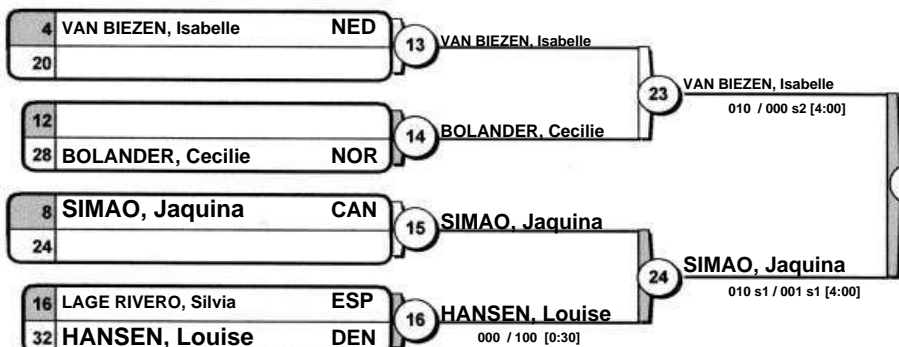 4 VAN BIEZEN, Isabelle NED
20
13 VAN BIEZEN, Isabelle
23 VAN BIEZEN, Isabelle
010 / 000 s2 [4:00]
12
28 BOLANDER, Cecilie NOR
14 BOLANDER, Cecilie
8 SIMAO, Jaquina CAN
24
15 SIMAO, Jaquina
24 SIMAO, Jaquina
010 s1 / 001 s1 [4:00]
16 LAGE RIVERO, Silvia ESP
32 HANSEN, Louise DEN
16 HANSEN, Louise
000 / 100 [0:30]